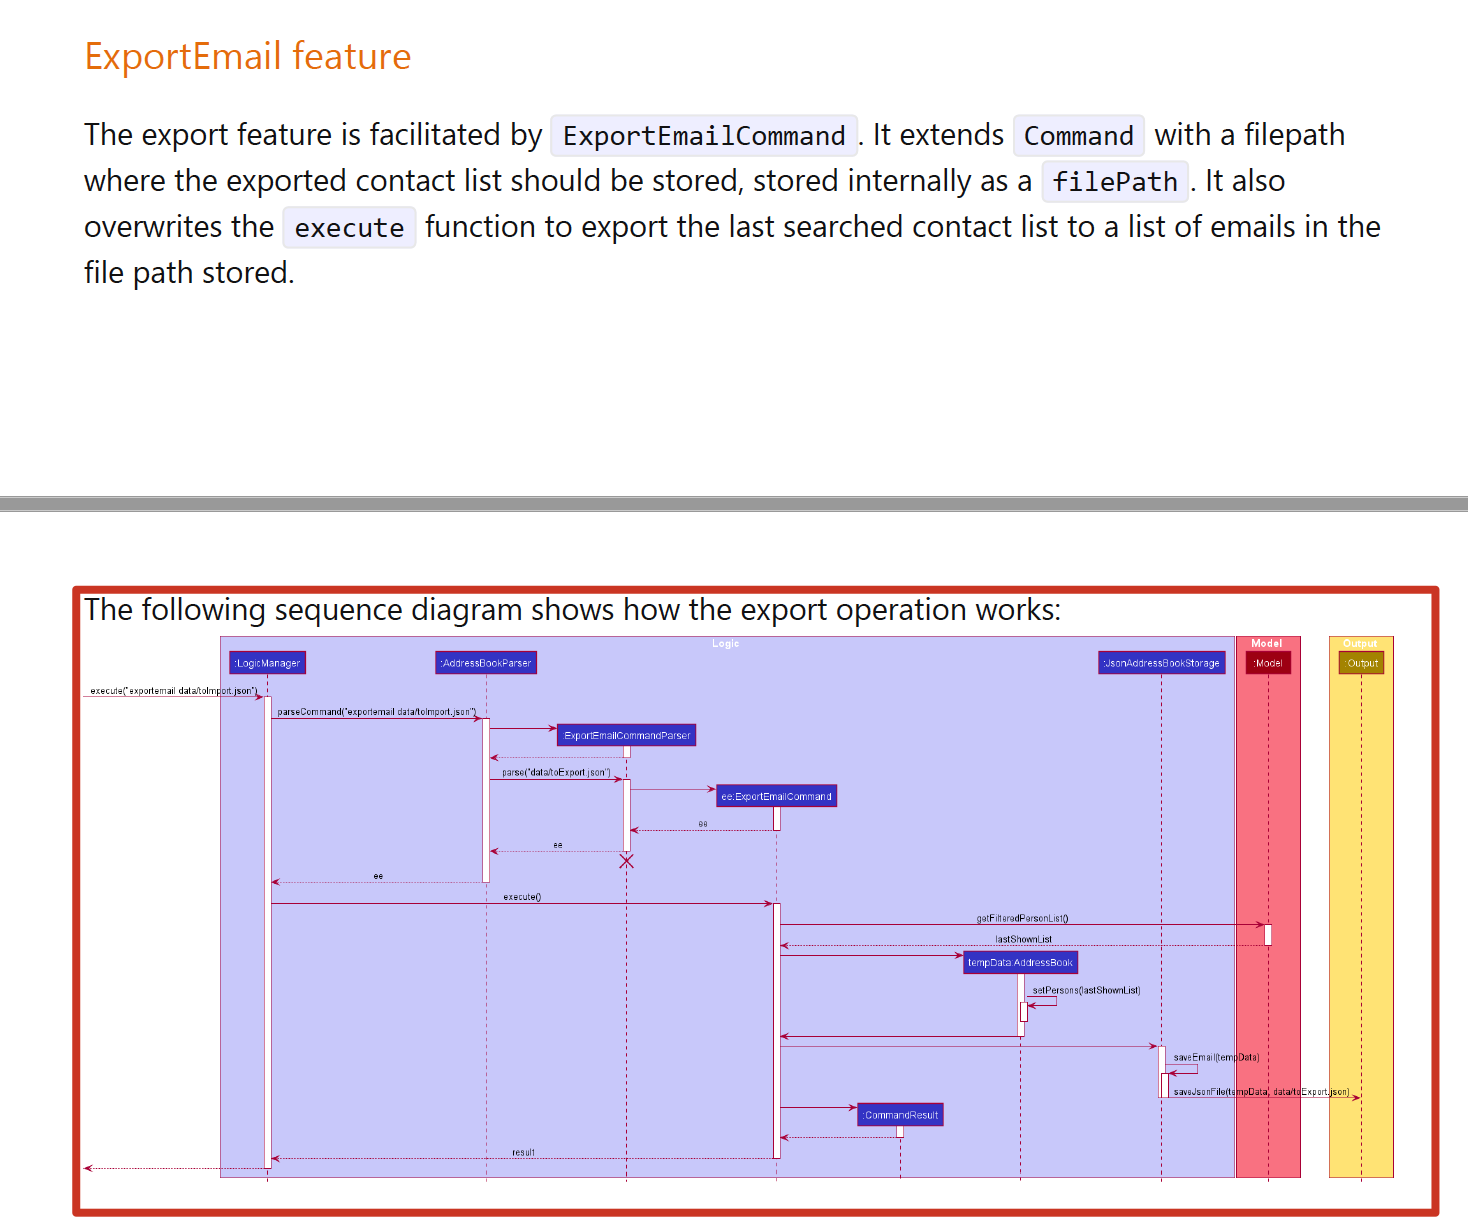 ExportEmail feature
The export feature is facilitated by ExportEmailCommand. It extends Command with a filepath
where the exported contact list should be stored, stored internally as a filePath. It also
overwrites the execute function to export the last searched contact list to a list of emails in the
file path stored.
The following sequence diagram shows how the export operation works:
Logic
Model
Output
:LogicManager
:AddressBookParser
:JsonAddressBookStorage
:Model
:Output
execute("exportemail data/toImport.json")
parseCommand("exportemail data/toImport.json")
:ExportEmailCommandParser
parse("data/toExport.json")
ee:ExportEmailCommand
ee
ee
ee
execute()
getFilteredPersonList()
lastShownList
tempData:AddressBook
setPersons(lastShownList)
saveEmail(tempData)
saveJsonFile(tempData, data/toExport.json)
:CommandResult
result